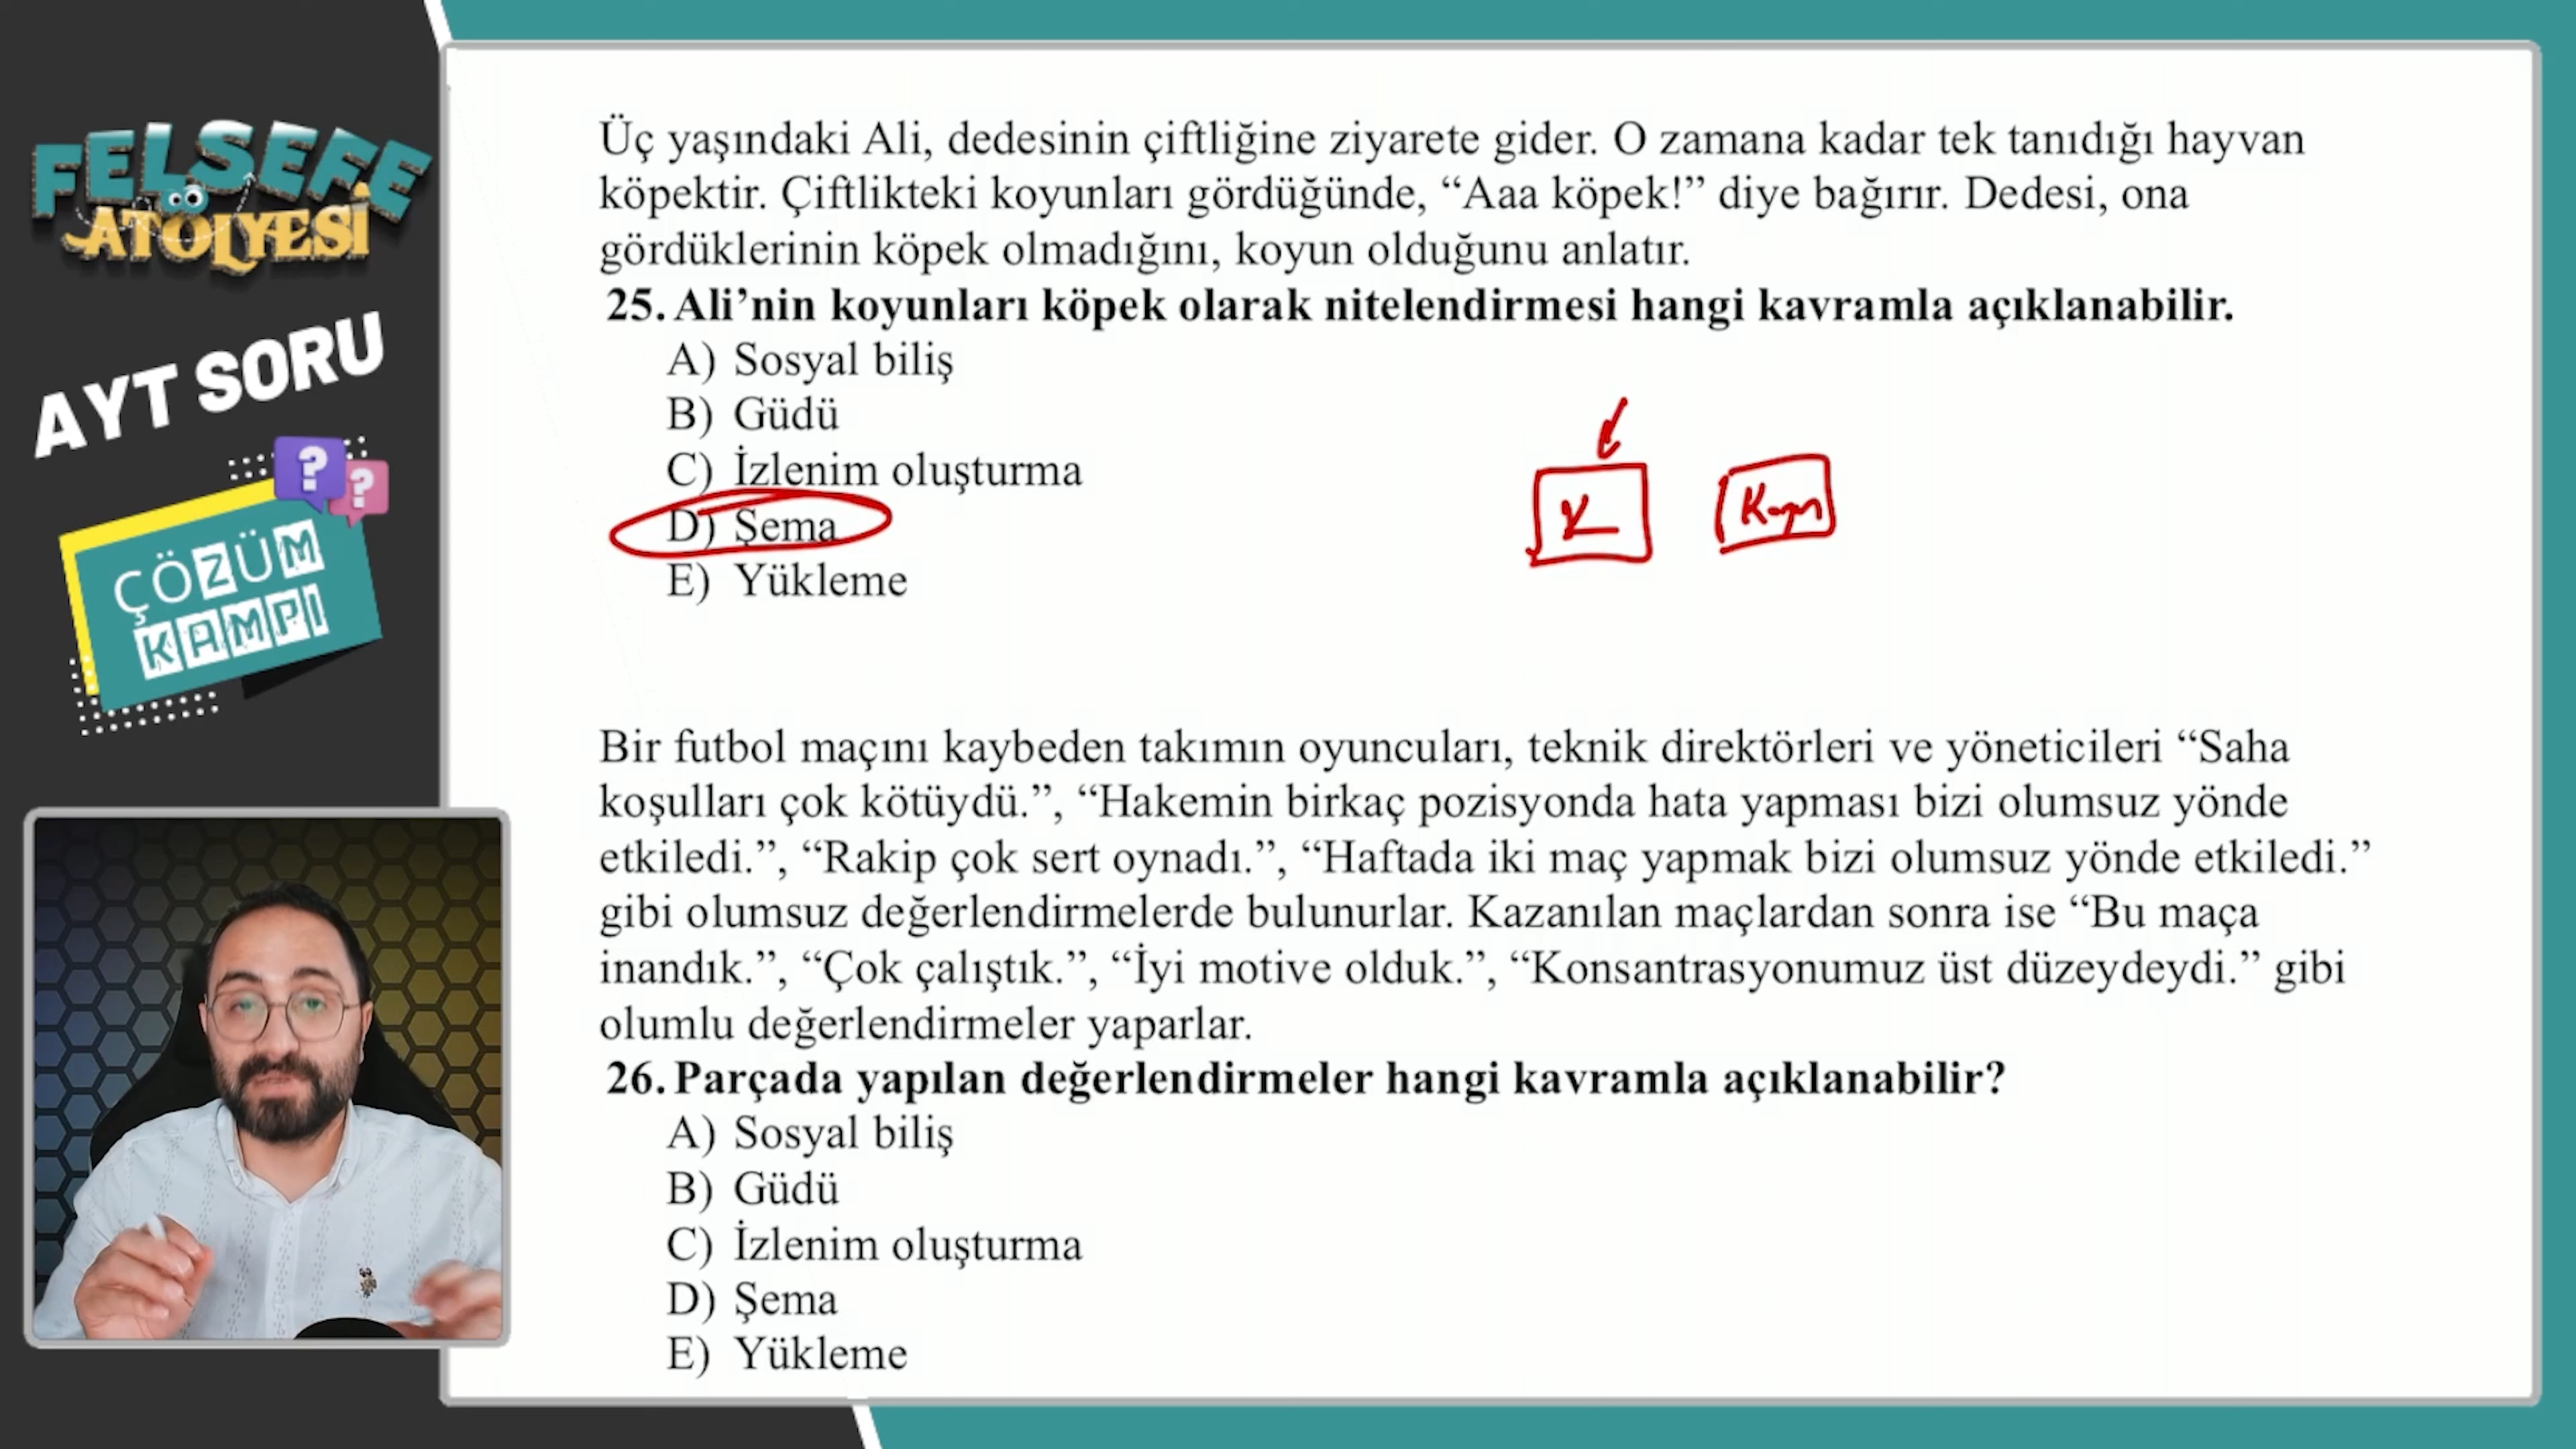 FELSEFE
ATÖLYESİ
AYT SORU
? ?
ÇÖZÜM
KAMPI
Üç yaşındaki Ali, dedesinin çiftliğine ziyarete gider. O zamana kadar tek tanıdığı hayvan
köpektir. Çiftlikteki koyunları gördüğünde, “Aaa köpek!” diye bağırır. Dedesi, ona
gördüklerinin köpek olmadığını, koyun olduğunu anlatır.
25. Ali’nin koyunları köpek olarak nitelendirmesi hangi kavramla açıklanabilir.
A) Sosyal biliş
B) Güdü
C) İzlenim oluşturma
D) Şema
E) Yükleme
K
Bir futbol maçını kaybeden takımın oyuncuları, teknik direktörleri ve yöneticileri “Saha
koşulları çok kötüydü.”, “Hakemin birkaç pozisyonda hata yapması bizi olumsuz yönde
etkiledi.”, “Rakip çok sert oynadı.”, “Haftada iki maç yapmak bizi olumsuz yönde etkiledi.”
gibi olumsuz değerlendirmelerde bulunurlar. Kazanılan maçlardan sonra ise “Bu maça
inandık.”, “Çok çalıştık.”, “İyi motive olduk.”, “Konsantrasyonumuz üst düzeydeydi.” gibi
olumlu değerlendirmeler yaparlar.
26. Parçada yapılan değerlendirmeler hangi kavramla açıklanabilir?
A) Sosyal biliş
B) Güdü
C) İzlenim oluşturma
D) Şema
E) Yükleme